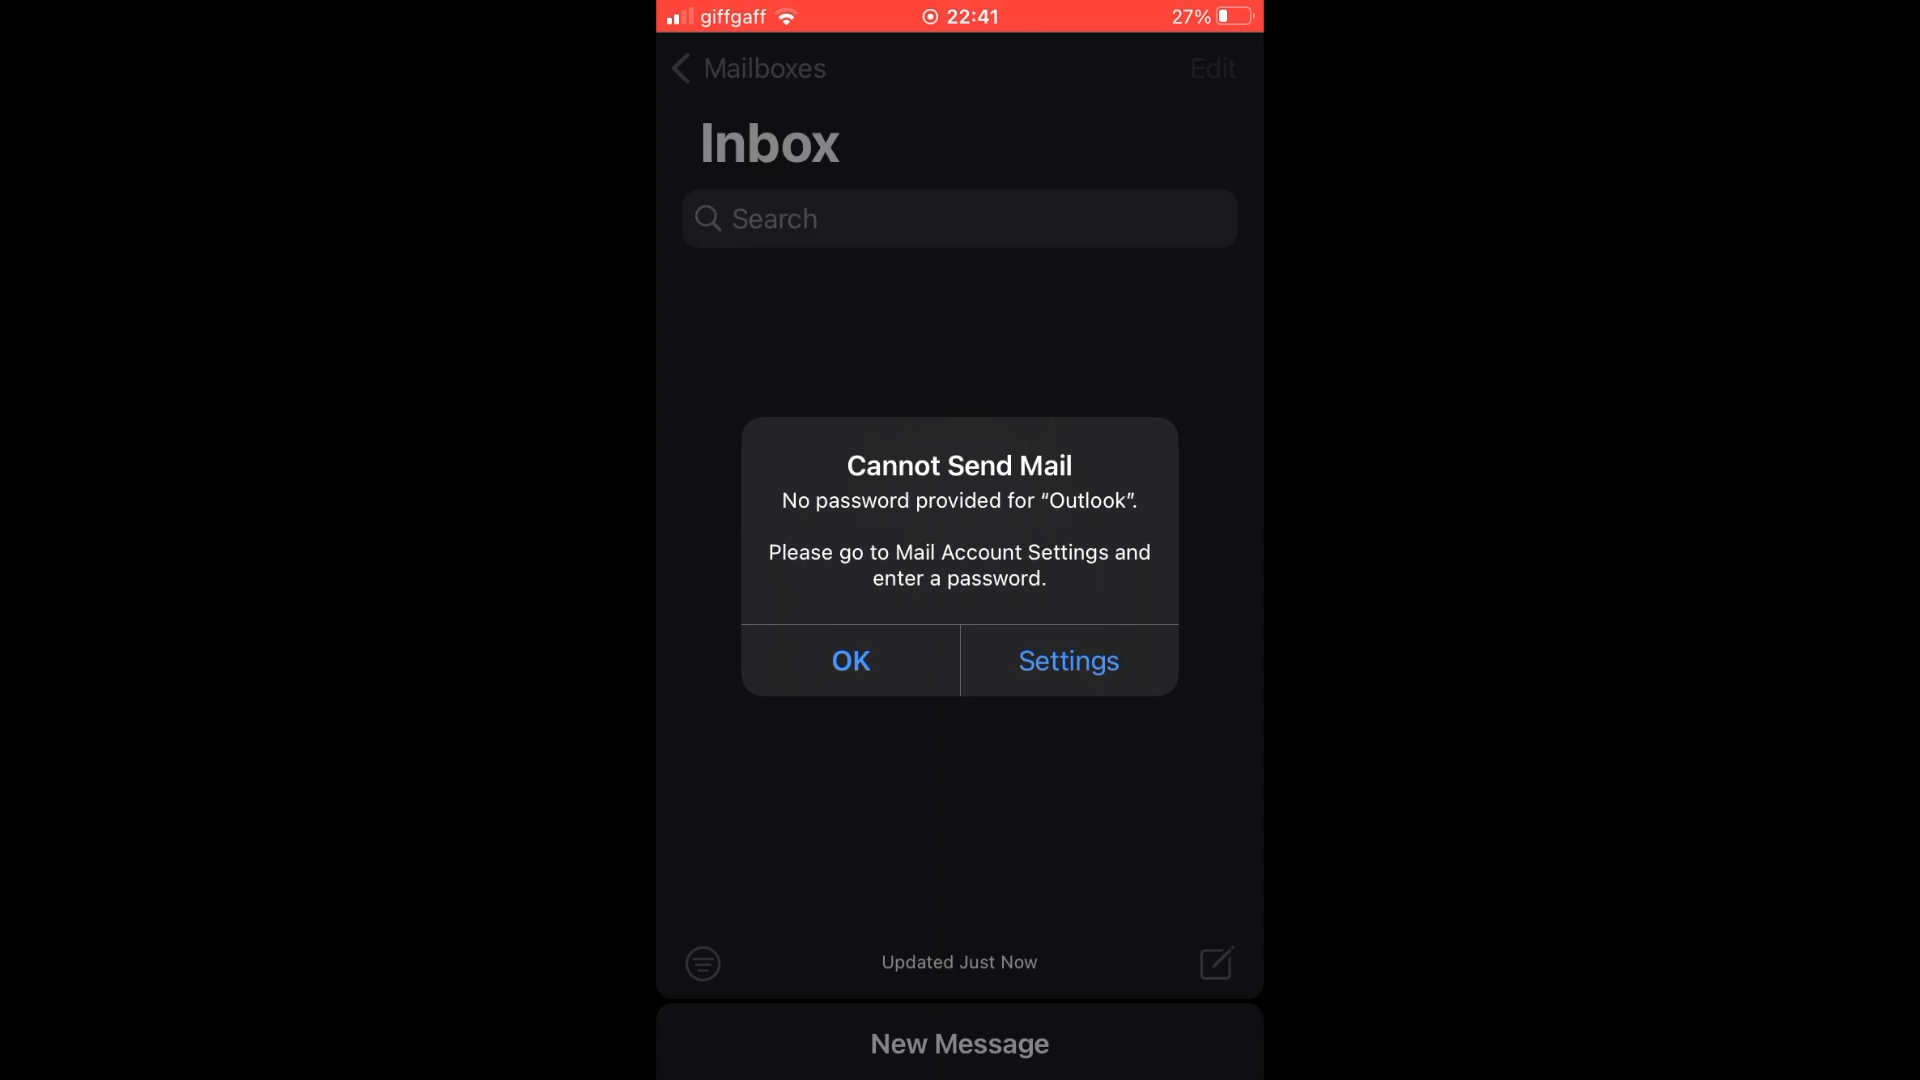 giffgaff 22:41 27%
Mailboxes Edit
Inbox
Search
Cannot Send Mail
No password provided for “Outlook”.
Please go to Mail Account Settings and
enter a password.
OK Settings
Updated Just Now
New Message